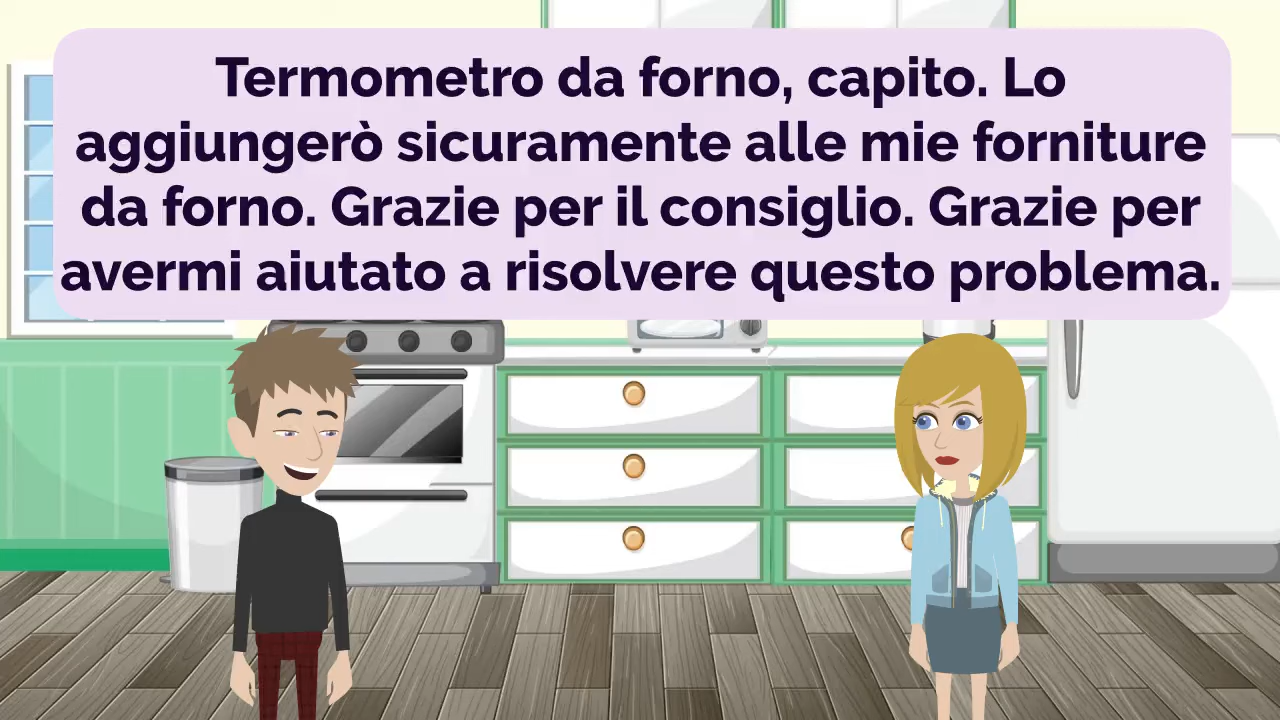 Termometro da forno, capito. Lo
aggiungerò sicuramente alle mie forniture
da forno. Grazie per il consiglio. Grazie per
avermi aiutato a risolvere questo problema.